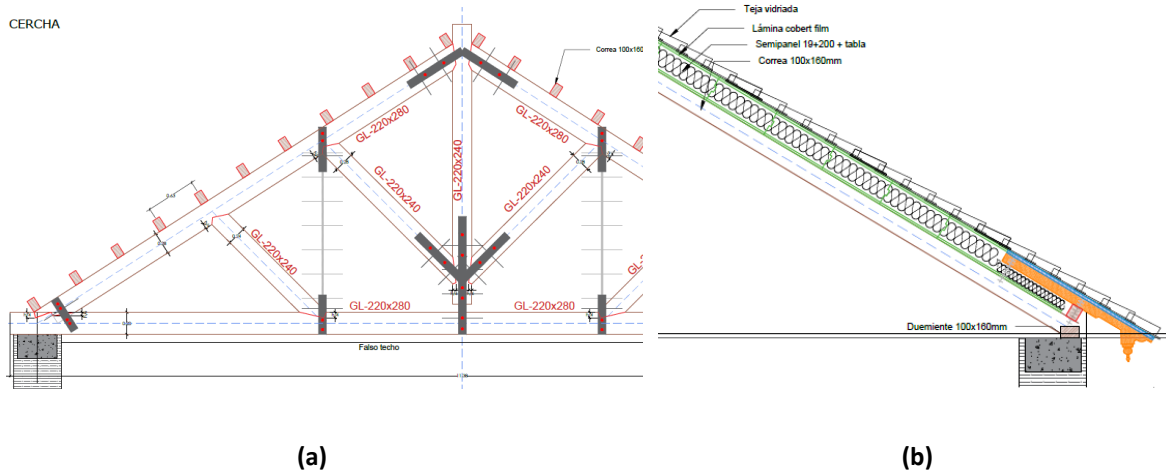 CERCHA
Correa 100x160
GL-220x280
GL-220x280
GL-220x240
GL-220x240
GL-220x240
GL-220x240
GL-220x280
GL-220x280
Falso techo
(a)
Teja vidriada
Lámina cobert film
Semipanel 19+200 + tabla
Correa 100x160mm
Duemiente 100x160mm
(b)